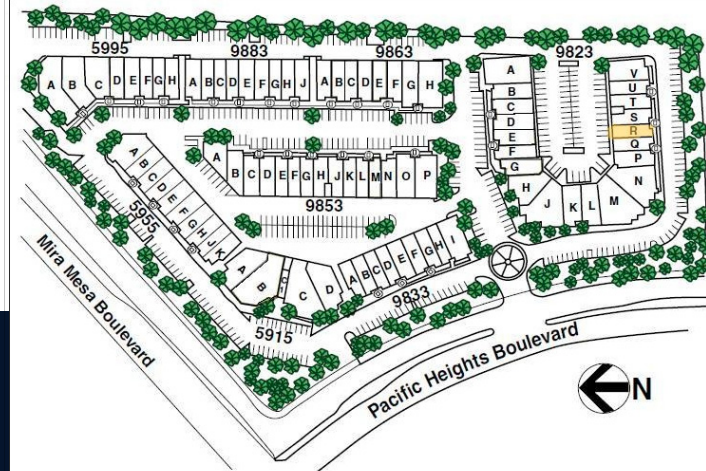 5995
9883
9863
9823
A B C D E F G H
A B C D E F G H J
A B C D E F G H
A
B
C
D
E
F
G
H
J
K
L
M
N
P
Q
R
S
T
U
V
A
B C D E F G H J K L M N O P
9853
A
B
C
D
E
F
G
H
J
K
5955
A
B
C
D
5915
A B C D E F G H I
9833
Mira Mesa Boulevard
Pacific Heights Boulevard
N